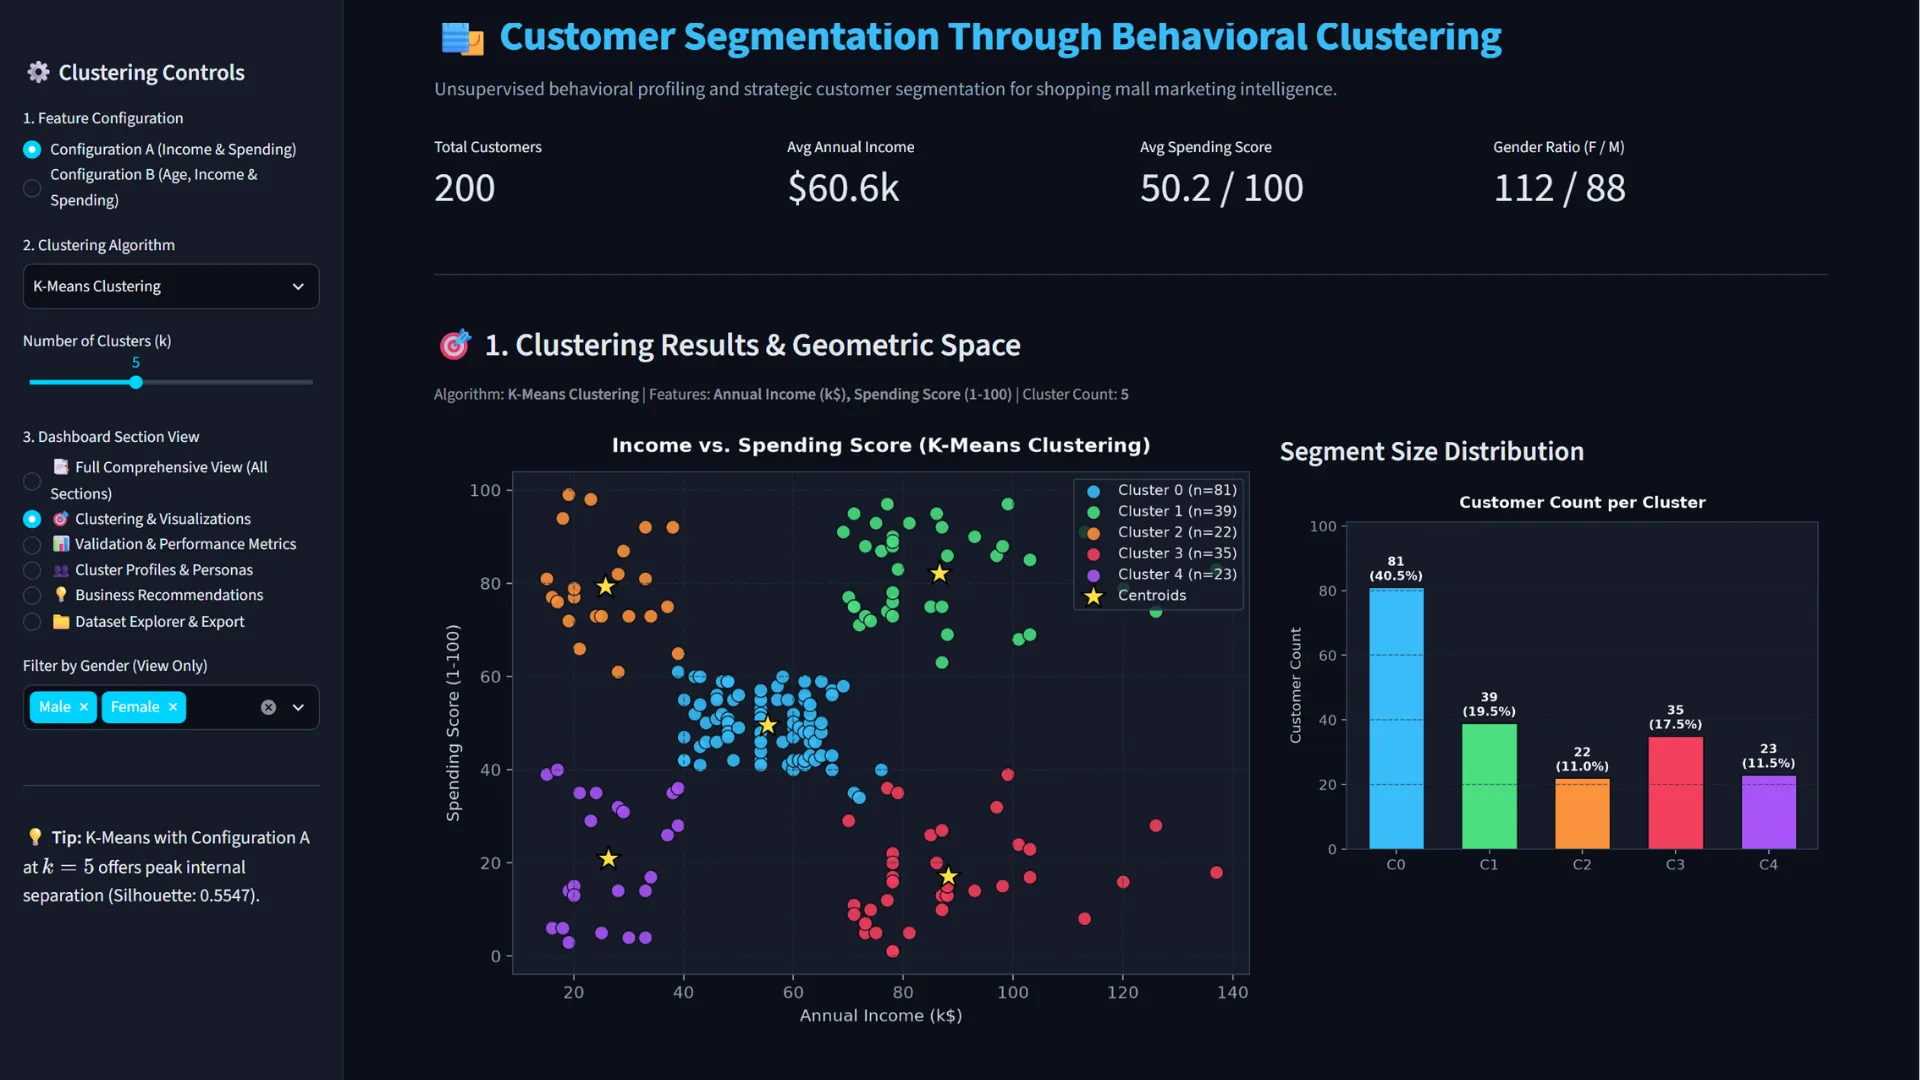 Clustering Controls
1. Feature Configuration
Configuration A (Income & Spending)
Configuration B (Age, Income &
Spending)
2. Clustering Algorithm
K-Means Clustering
Number of Clusters (k)
5
3. Dashboard Section View
Full Comprehensive View (All
Sections)
Clustering & Visualizations
Validation & Performance Metrics
Cluster Profiles & Personas
Business Recommendations
Dataset Explorer & Export
Filter by Gender (View Only)
Male × Female ×
Tip: K-Means with Configuration A
at k = 5 offers peak internal
separation (Silhouette: 0.5547).
Customer Segmentation Through Behavioral Clustering
Unsupervised behavioral profiling and strategic customer segmentation for shopping mall marketing intelligence.
Total Customers
200
Avg Annual Income
$60.6k
Avg Spending Score
50.2 / 100
Gender Ratio (F / M)
112 / 88
1. Clustering Results & Geometric Space
Algorithm: K-Means Clustering | Features: Annual Income (k$), Spending Score (1-100) | Cluster Count: 5
Income vs. Spending Score (K-Means Clustering)
Cluster 0 (n=81)
Cluster 1 (n=39)
Cluster 2 (n=22)
Cluster 3 (n=35)
Cluster 4 (n=23)
Centroids
Spending Score (1-100)
100
80
60
40
20
0
20 40 60 80 100 120 140
Annual Income (k$)
Segment Size Distribution
Customer Count per Cluster
Customer Count
100
80
60
40
20
0
81
(40.5%)
39
(19.5%)
22
(11.0%)
35
(17.5%)
23
(11.5%)
C0 C1 C2 C3 C4